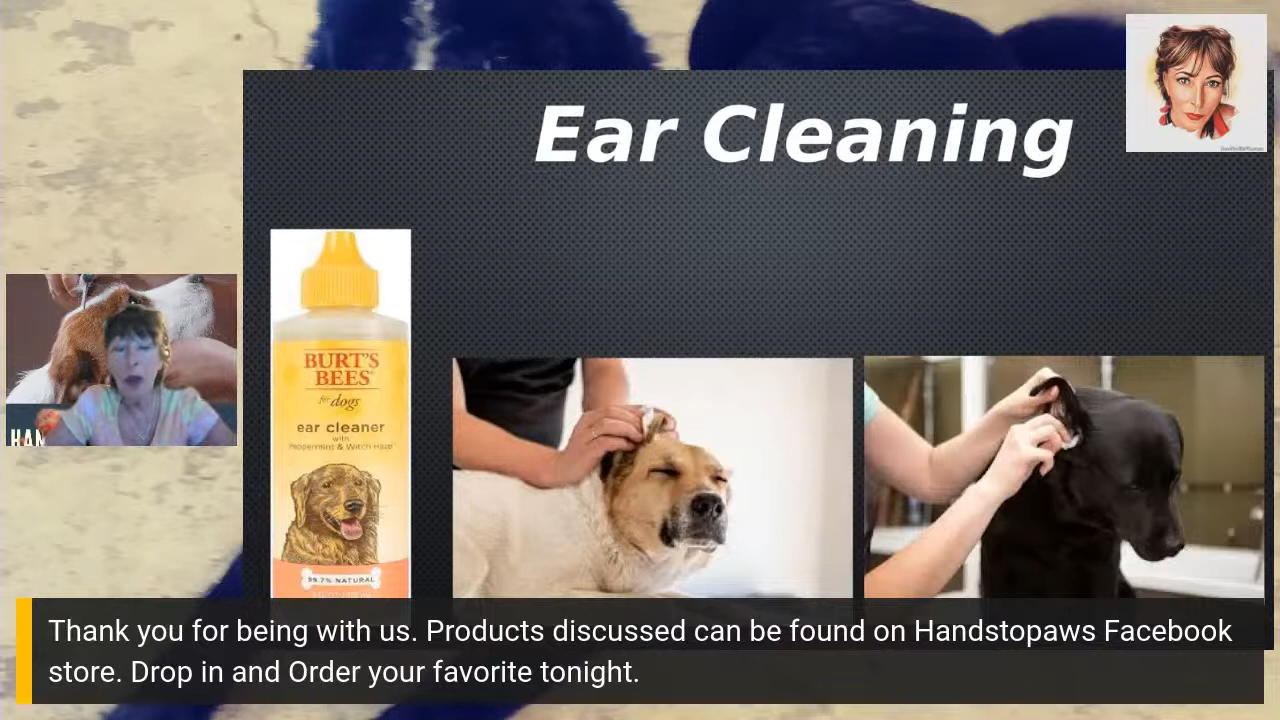 Ear Cleaning
BURT'S
BEES
for dogs
ear cleaner
with
Peppermint & Witch Hazel
99.7% NATURAL
HAN
Thank you for being with us. Products discussed can be found on Handstopaws Facebook
store. Drop in and Order your favorite tonight.